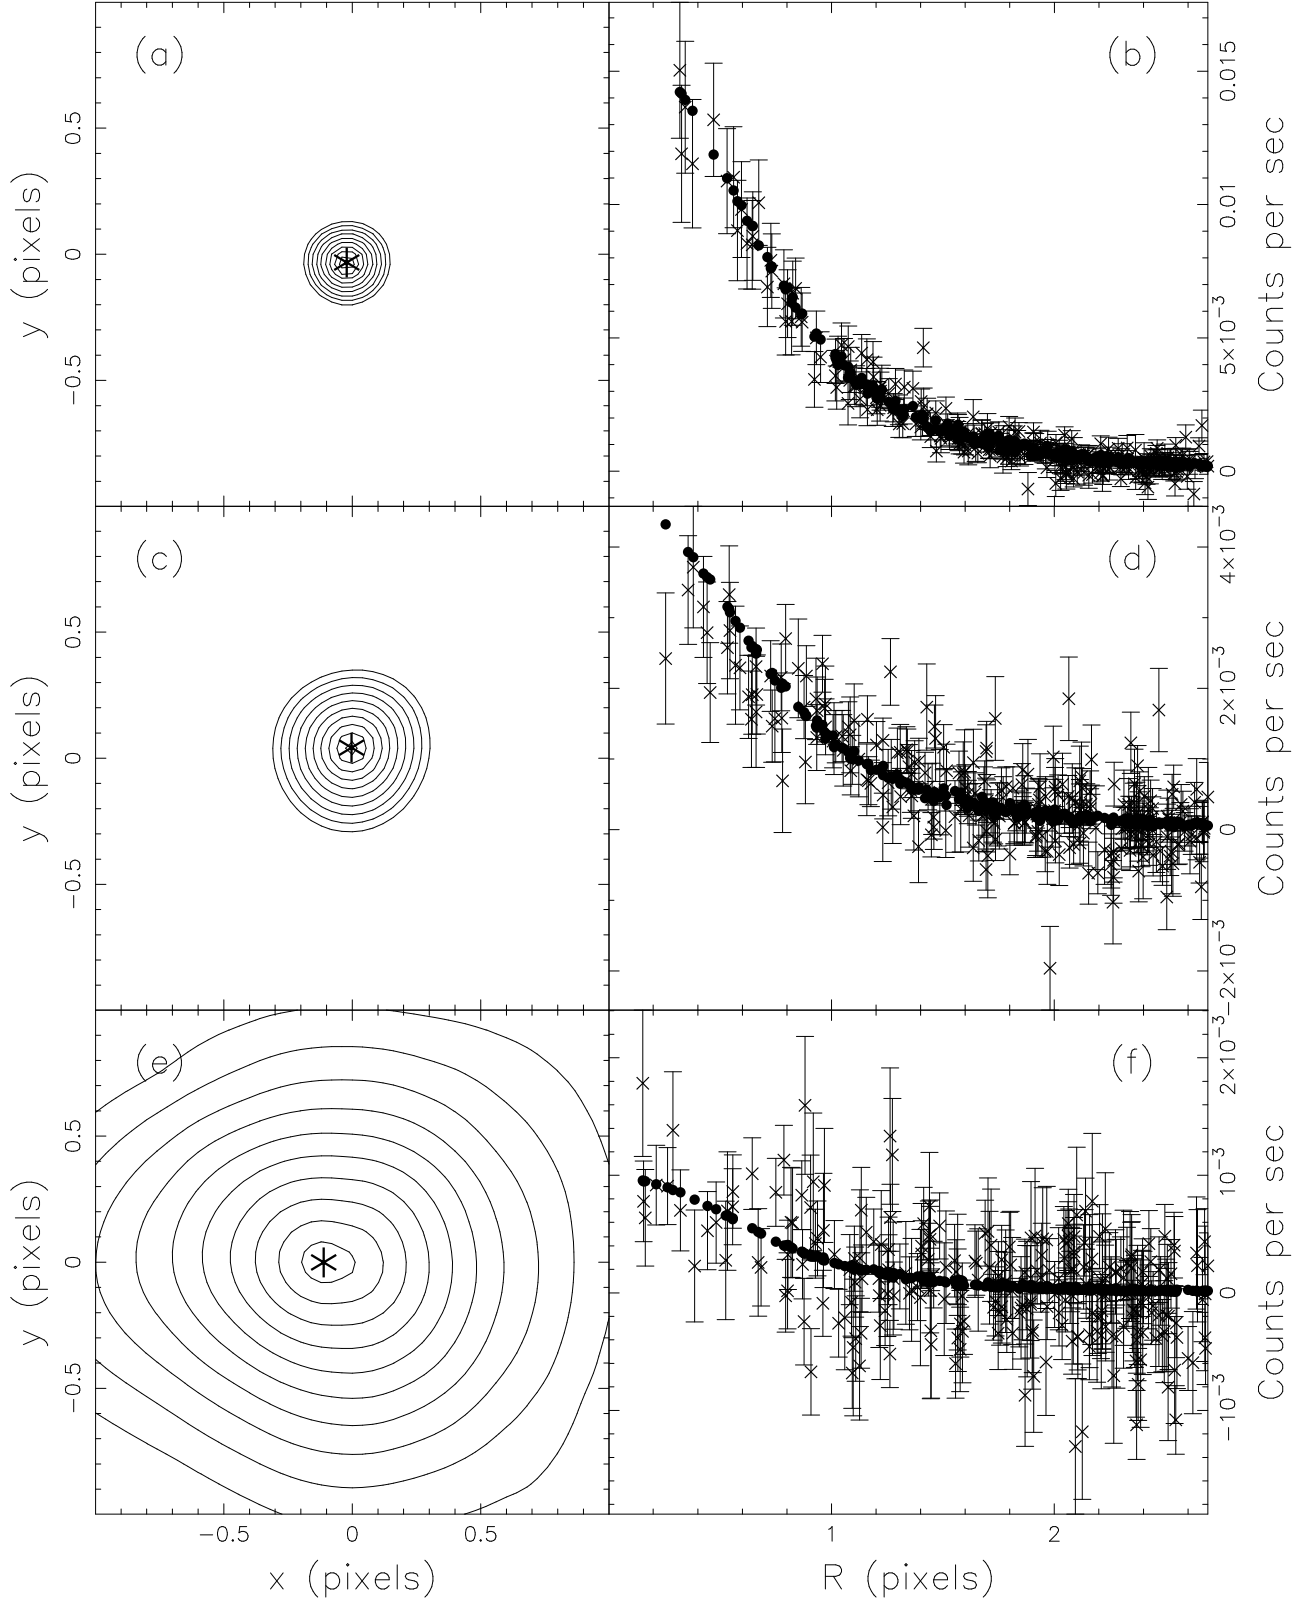 (a)
(b)
0.5
0
−0.5
y (pixels)
0.015
0.01
5×10⁻³
0
Counts per sec
(c)
(d)
0.5
0
−0.5
y (pixels)
4×10⁻³
2×10⁻³
0
−2×10⁻³
Counts per sec
(e)
(f)
0.5
0
−0.5
y (pixels)
2×10⁻³
10⁻³
0
−10⁻³
Counts per sec
−0.5 0 0.5
1 2
x (pixels)
R (pixels)